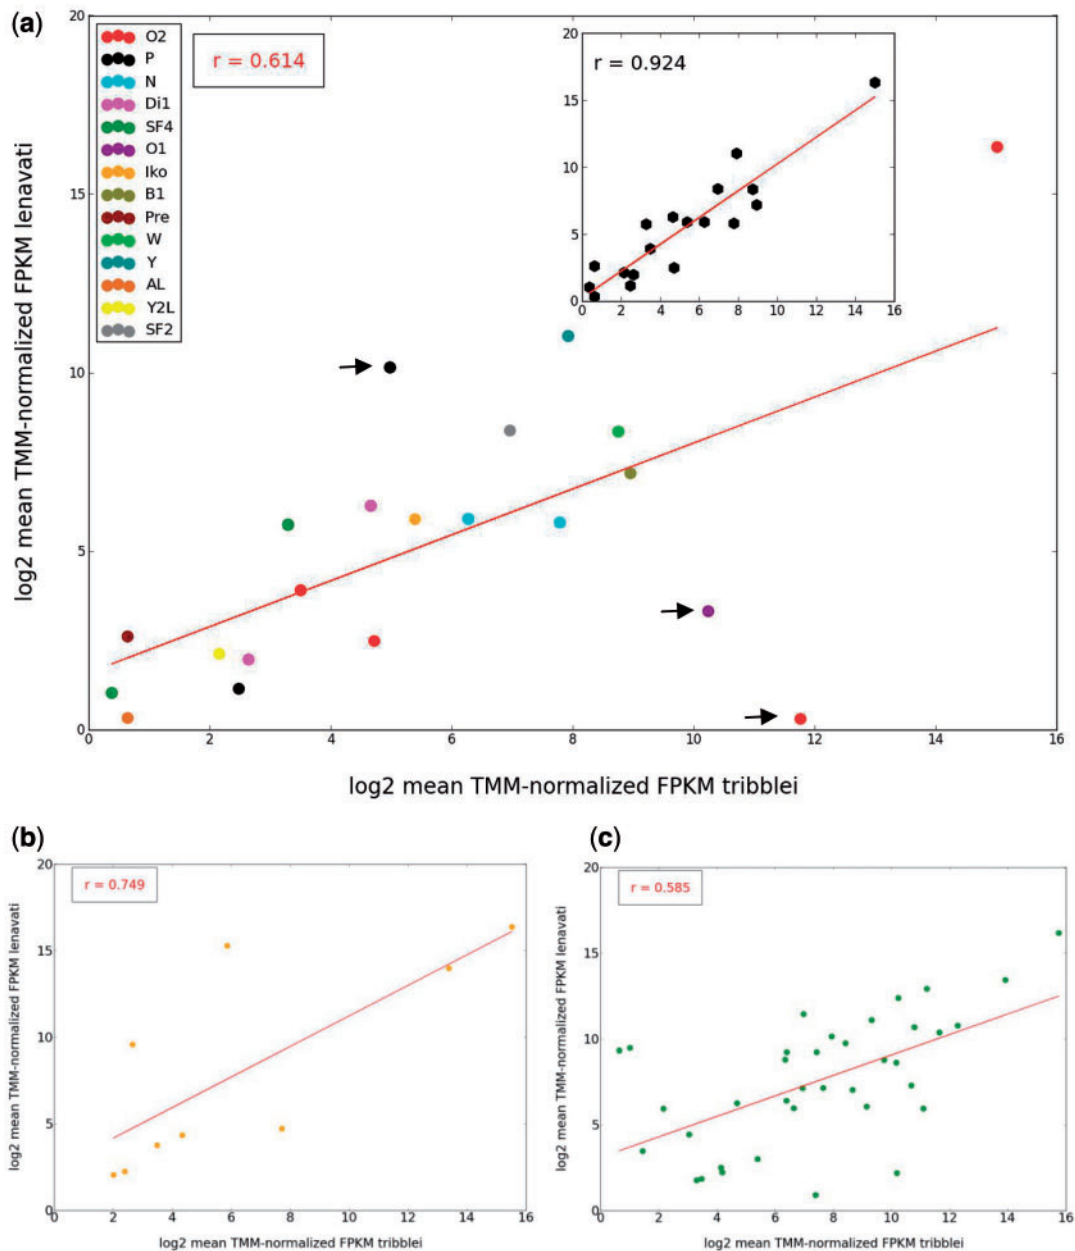 (a)
O2
P
N
Di1
SF4
O1
Iko
B1
Pre
W
Y
AL
Y2L
SF2
r = 0.614
r = 0.924
20
15
10
5
0
0 2 4 6 8 10 12 14 16
20
15
10
5
0
0 2 4 6 8 10 12 14 16
log2 mean TMM-normalized FPKM lenavati
log2 mean TMM-normalized FPKM tribblei
(b)
r = 0.749
20
15
10
5
0
0 2 4 6 8 10 12 14 16
log2 mean TMM-normalized FPKM lenavati
log2 mean TMM-normalized FPKM tribblei
(c)
r = 0.585
20
15
10
5
0
0 2 4 6 8 10 12 14 16
log2 mean TMM-normalized FPKM lenavati
log2 mean TMM-normalized FPKM tribblei